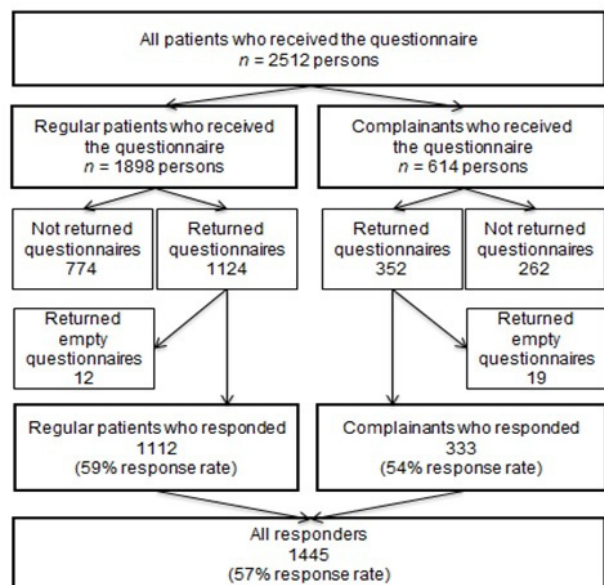 All patients who received the questionnaire
n = 2512 persons
Regular patients who received
the questionnaire
n = 1898 persons
Complainants who received
the questionnaire
n = 614 persons
Not returned
questionnaires
774
Returned
questionnaires
1124
Returned
questionnaires
352
Not returned
questionnaires
262
Returned
empty
questionnaires
12
Returned
empty
questionnaires
19
Regular patients who responded
1112
(59% response rate)
Complainants who responded
333
(54% response rate)
All responders
1445
(57% response rate)